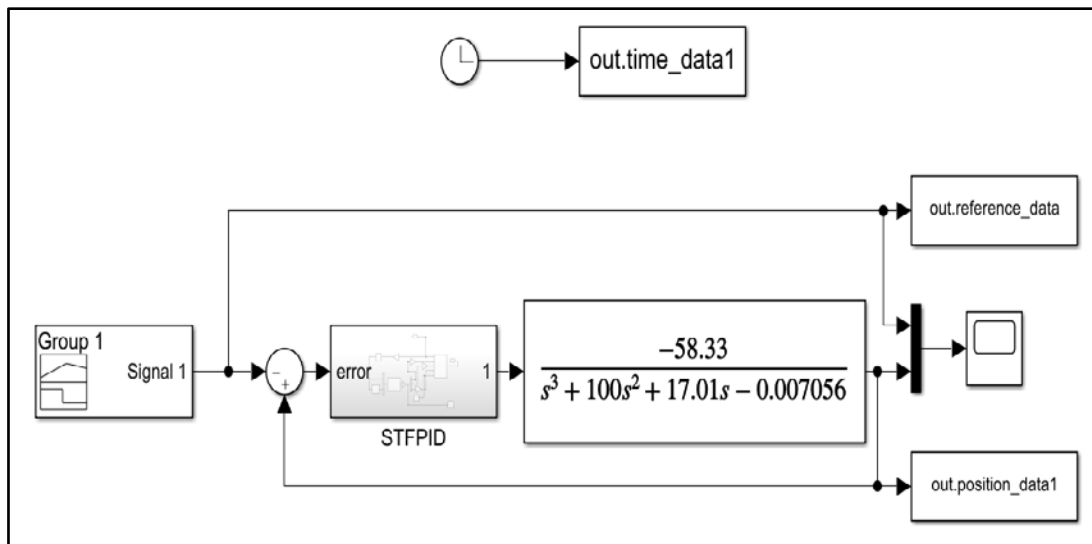 out.time_data1
out.reference_data
Group 1
Signal 1
-
+
error
1
−58.33
s³ + 100s² + 17.01s − 0.007056
STFPID
out.position_data1